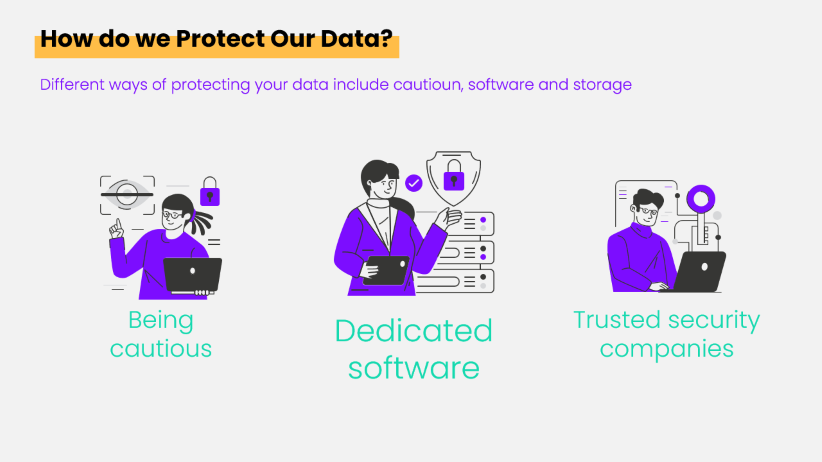 How do we Protect Our Data?
Different ways of protecting your data include cautioun, software and storage
Being
cautious
Dedicated
software
Trusted security
companies